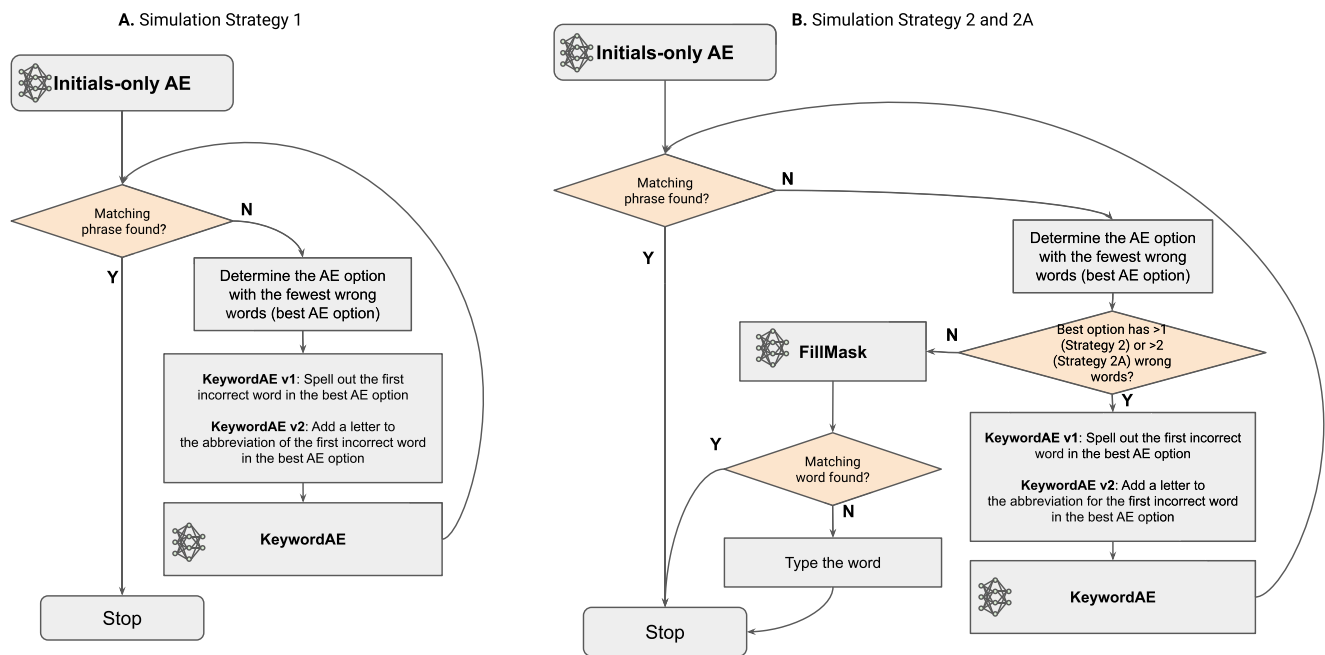 A. Simulation Strategy 1
Initials-only AE
Matching
phrase found?
N
Y
Determine the AE option
with the fewest wrong
words (best AE option)
KeywordAE v1: Spell out the first
incorrect word in the best AE option
KeywordAE v2: Add a letter to
the abbreviation of the first incorrect word
in the best AE option
KeywordAE
Stop
B. Simulation Strategy 2 and 2A
Initials-only AE
Matching
phrase found?
N
Y
Determine the AE option
with the fewest wrong
words (best AE option)
Best option has >1
(Strategy 2) or >2
(Strategy 2A) wrong
words?
N
Y
FillMask
Matching
word found?
Y
N
Type the word
KeywordAE v1: Spell out the first incorrect
word in the best AE option
KeywordAE v2: Add a letter to
the abbreviation for the first incorrect word
in the best AE option
KeywordAE
Stop